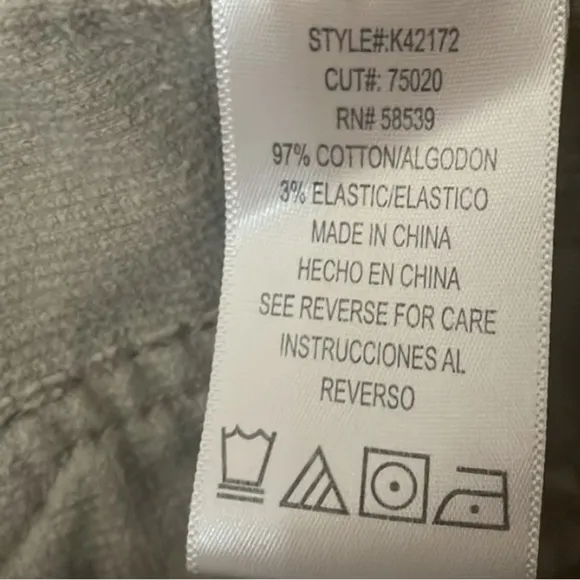 STYLE#:K42172
CUT#: 75020
RN# 58539
97% COTTON/ALGODON
3% ELASTIC/ELASTICO
MADE IN CHINA
HECHO EN CHINA
SEE REVERSE FOR CARE
INSTRUCCIONES AL
REVERSO